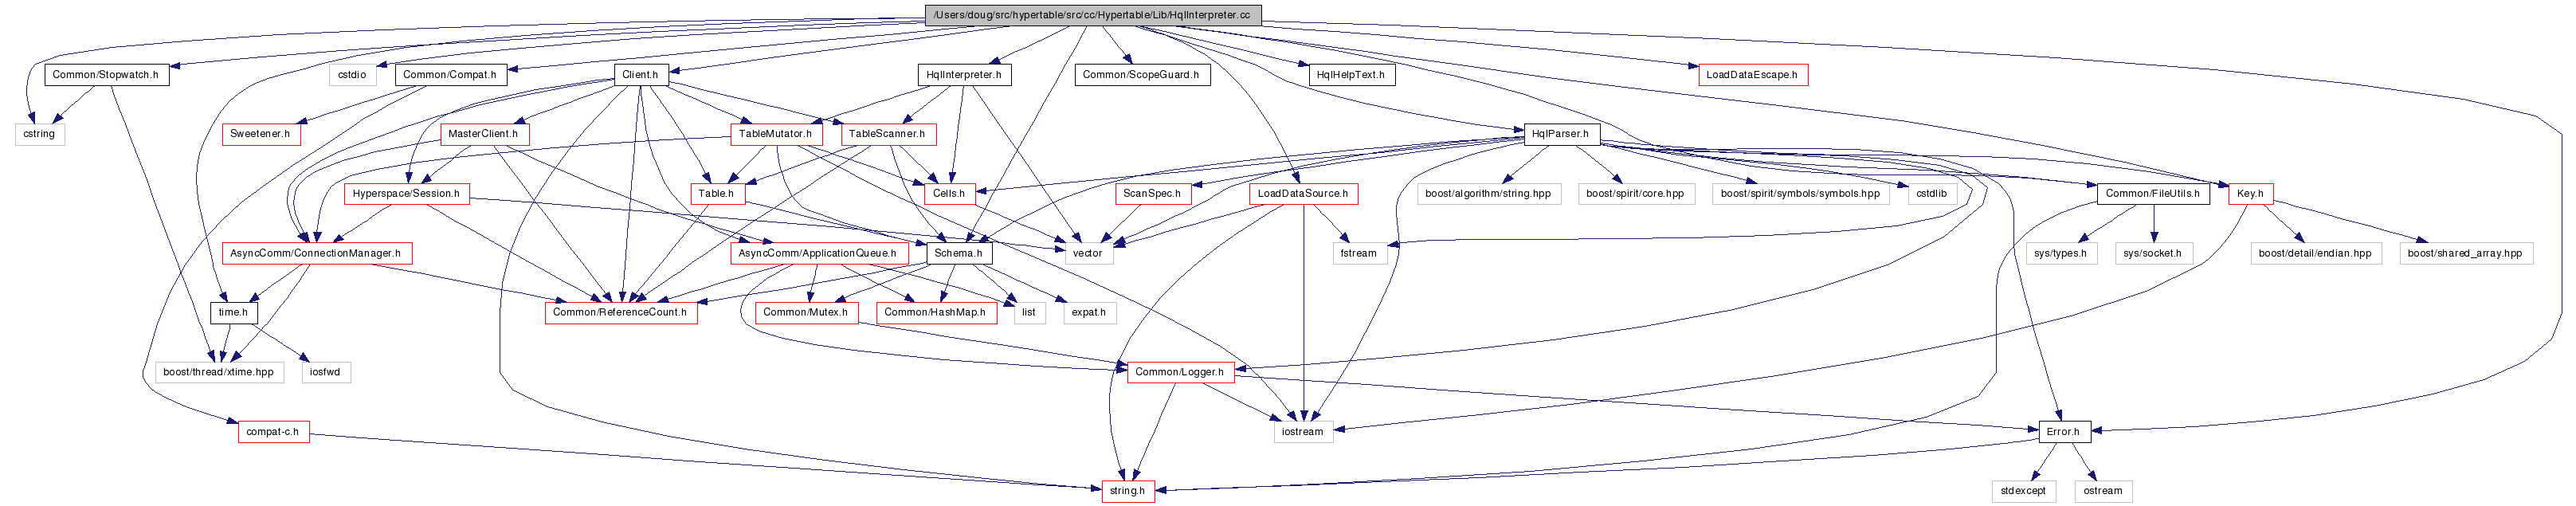 /Users/doug/src/hypertable/src/cc/Hypertable/Lib/HqlInterpreter.cc
Common/Stopwatch.h
cstdio
Common/Compat.h
Client.h
HqlInterpreter.h
Common/ScopeGuard.h
HqlHelpText.h
LoadDataEscape.h
cstring
Sweetener.h
MasterClient.h
TableMutator.h
TableScanner.h
HqlParser.h
Hyperspace/Session.h
Table.h
Cells.h
ScanSpec.h
LoadDataSource.h
boost/algorithm/string.hpp
boost/spirit/core.hpp
boost/spirit/symbols/symbols.hpp
cstdlib
Common/FileUtils.h
Key.h
AsyncComm/ConnectionManager.h
AsyncComm/ApplicationQueue.h
Schema.h
vector
fstream
sys/types.h
sys/socket.h
boost/detail/endian.hpp
boost/shared_array.hpp
time.h
Common/ReferenceCount.h
Common/Mutex.h
Common/HashMap.h
list
expat.h
boost/thread/xtime.hpp
iosfwd
Common/Logger.h
compat-c.h
iostream
Error.h
string.h
stdexcept
ostream